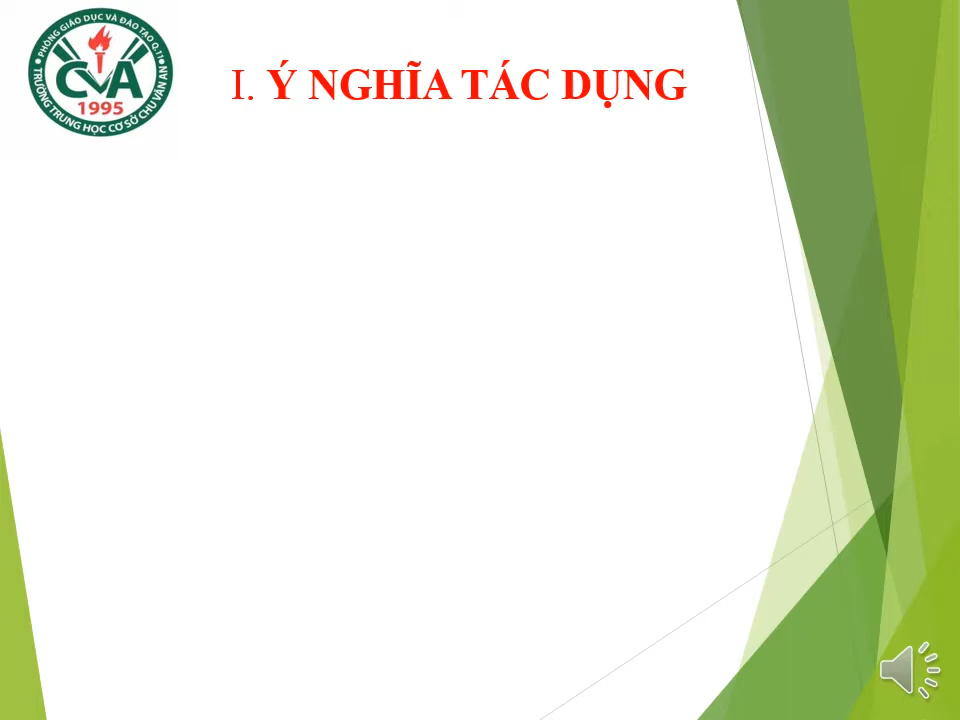 PHÒNG GIÁO DỤC VÀ ĐÀO TẠO Q.11
CVA
1995
TRƯỜNG TRUNG HỌC CƠ SỞ CHU VĂN AN
I. Ý NGHĨA TÁC DỤNG